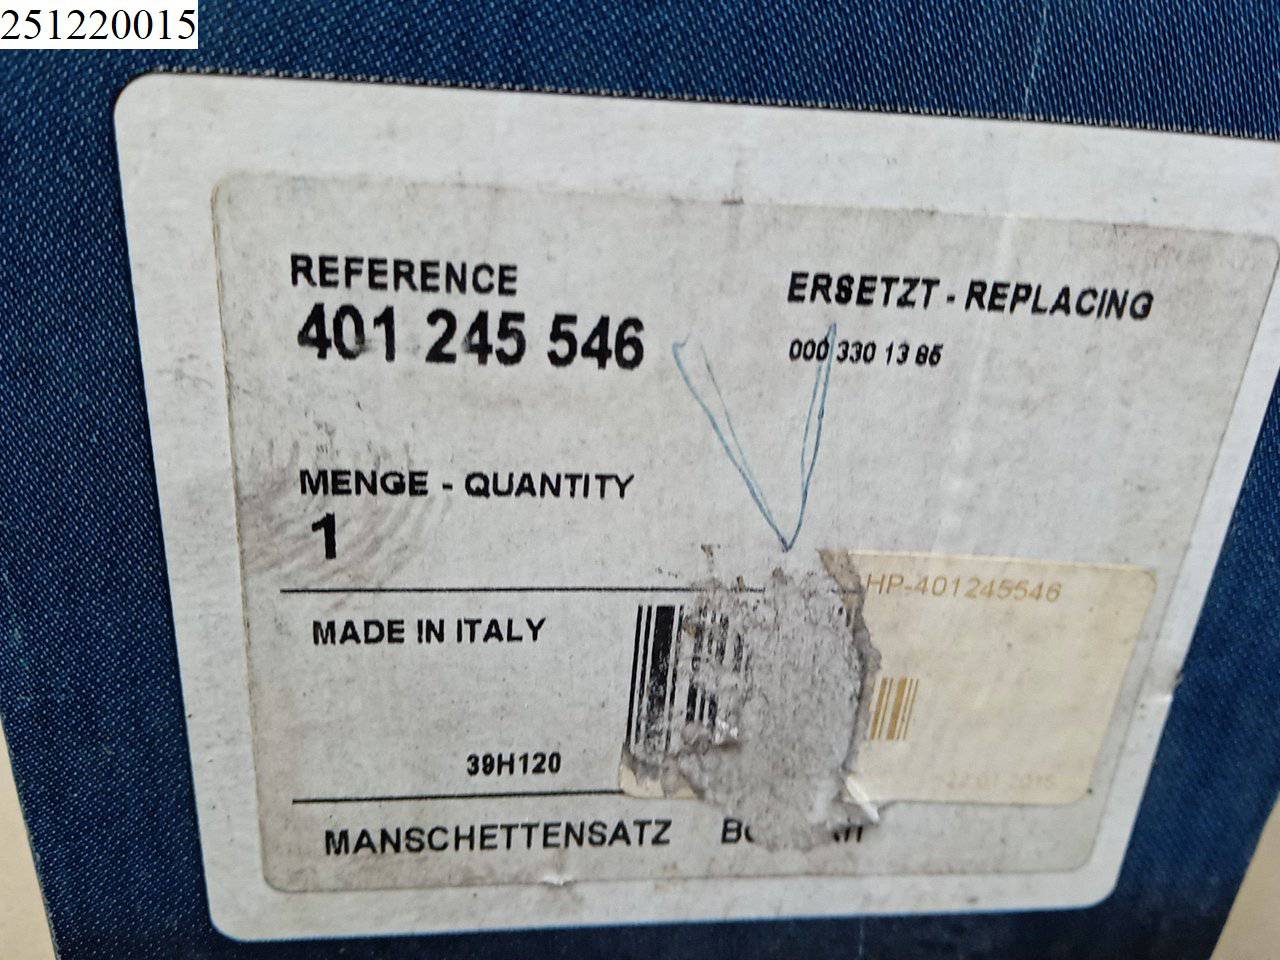 251220015
REFERENCE
401 245 546
ERSETZT - REPLACING
000 330 13 85
MENGE - QUANTITY
1
HP-401245546
MADE IN ITALY
39H120
MANSCHETTENSATZ